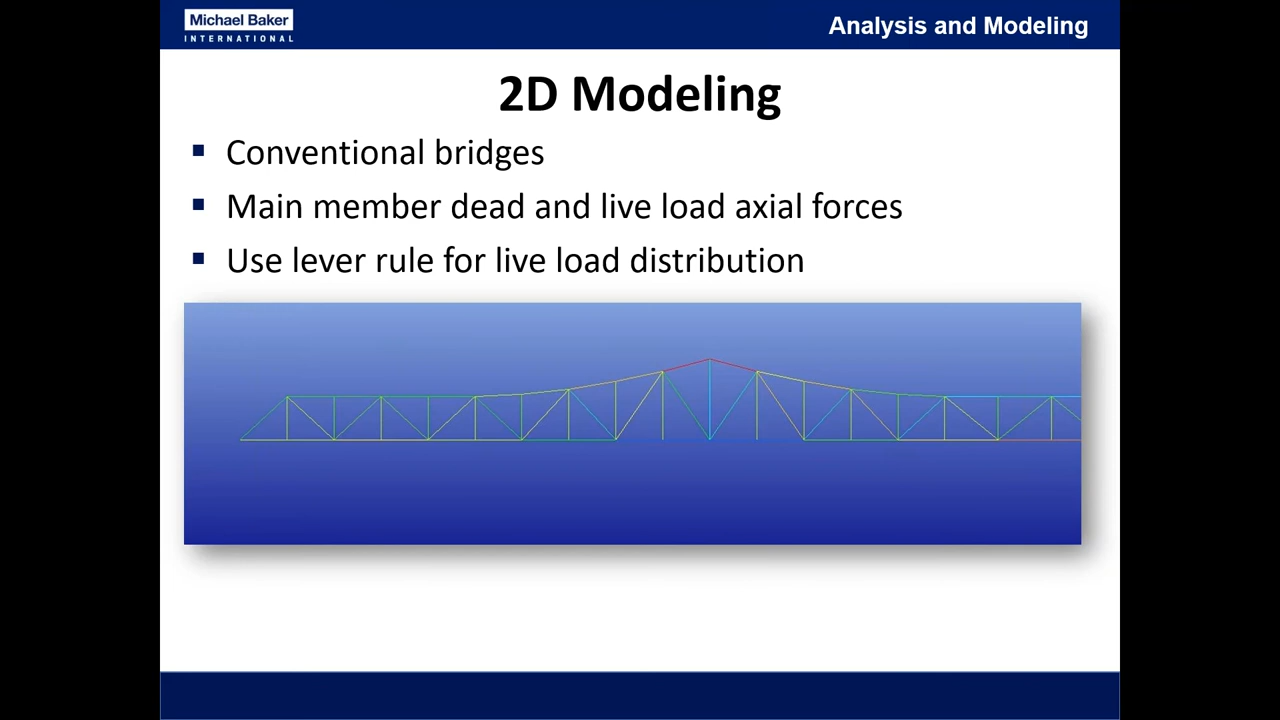 Michael Baker
INTERNATIONAL
Analysis and Modeling
2D Modeling
Conventional bridges
Main member dead and live load axial forces
Use lever rule for live load distribution